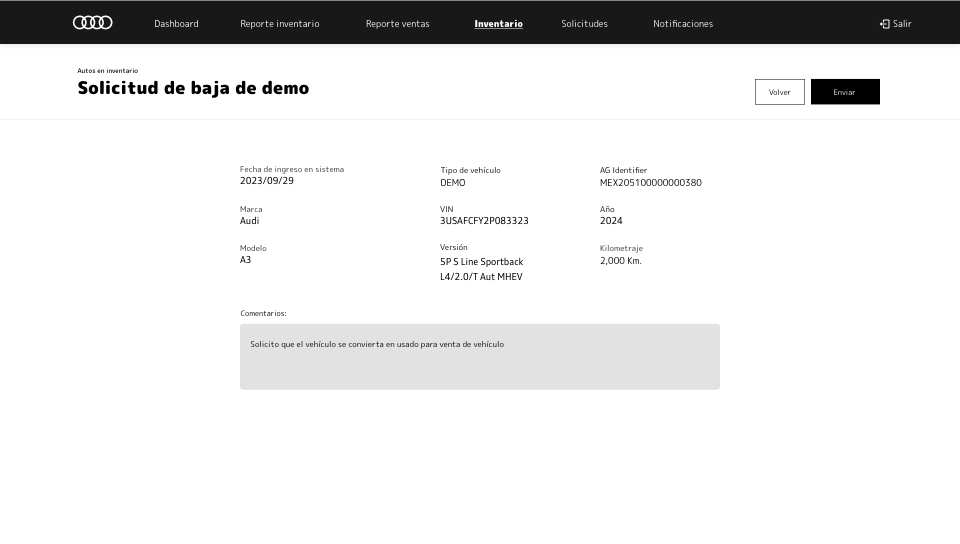 Dashboard
Reporte inventario
Reporte ventas
Inventario
Solicitudes
Notificaciones
Salir
Autos en inventario
Solicitud de baja de demo
Volver
Enviar
Fecha de ingreso en sistema
2023/09/29
Tipo de vehículo
DEMO
AG Identifier
MEX205100000000380
Marca
Audi
VIN
3USAFCFY2P083323
Año
2024
Modelo
A3
Versión
5P S Line Sportback
L4/2.0/T Aut MHEV
Kilometraje
2,000 Km.
Comentarios:
Solicito que el vehículo se convierta en usado para venta de vehículo